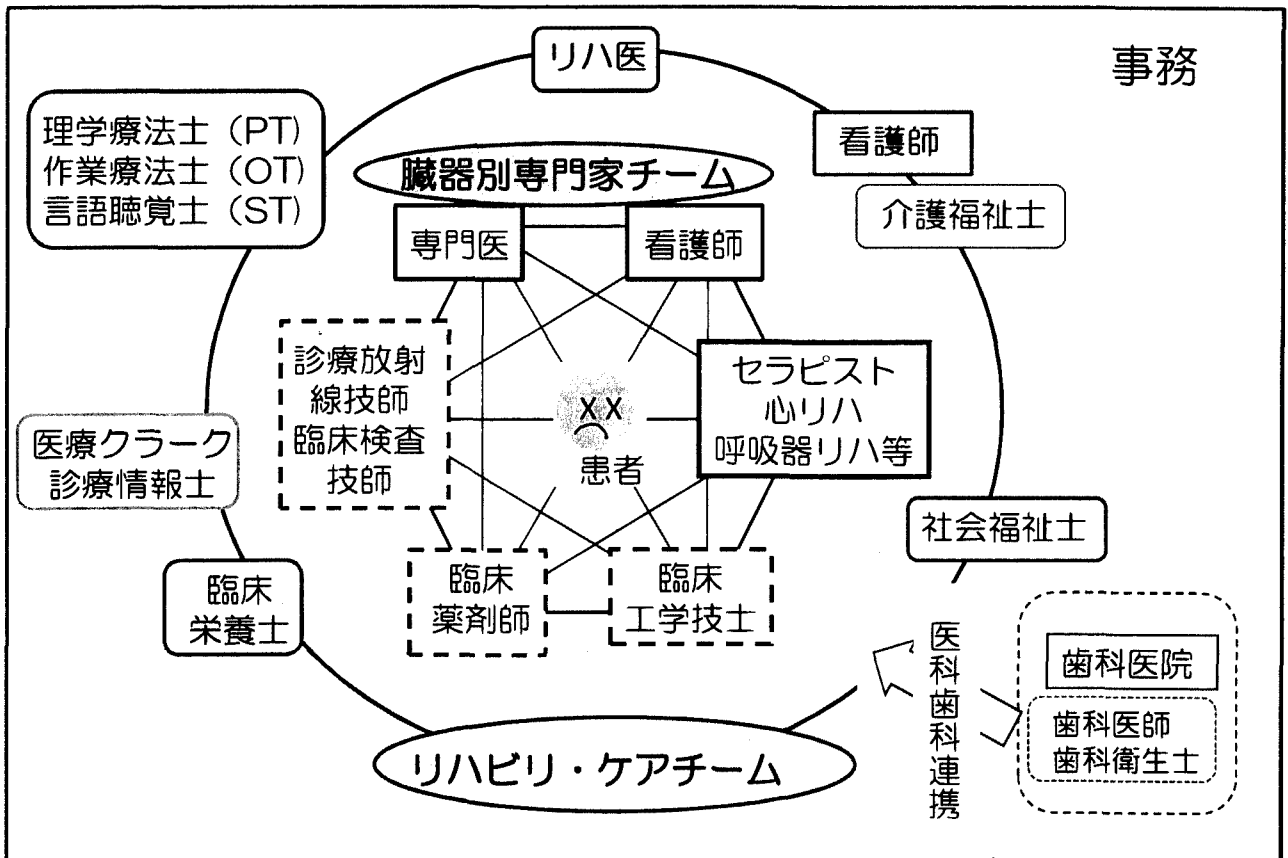 リハ医
事務
理学療法士（PT）
作業療法士（OT）
言語聴覚士（ST）
看護師
介護福祉士
臓器別専門家チーム
専門医
看護師
診療放射
線技師
臨床検査
技師
セラピスト
心リハ
呼吸器リハ等
患者
医療クラーク
診療情報士
社会福祉士
臨床
栄養士
臨床
薬剤師
臨床
工学技士
医科歯科連携
歯科医院
歯科医師
歯科衛生士
リハビリ・ケアチーム